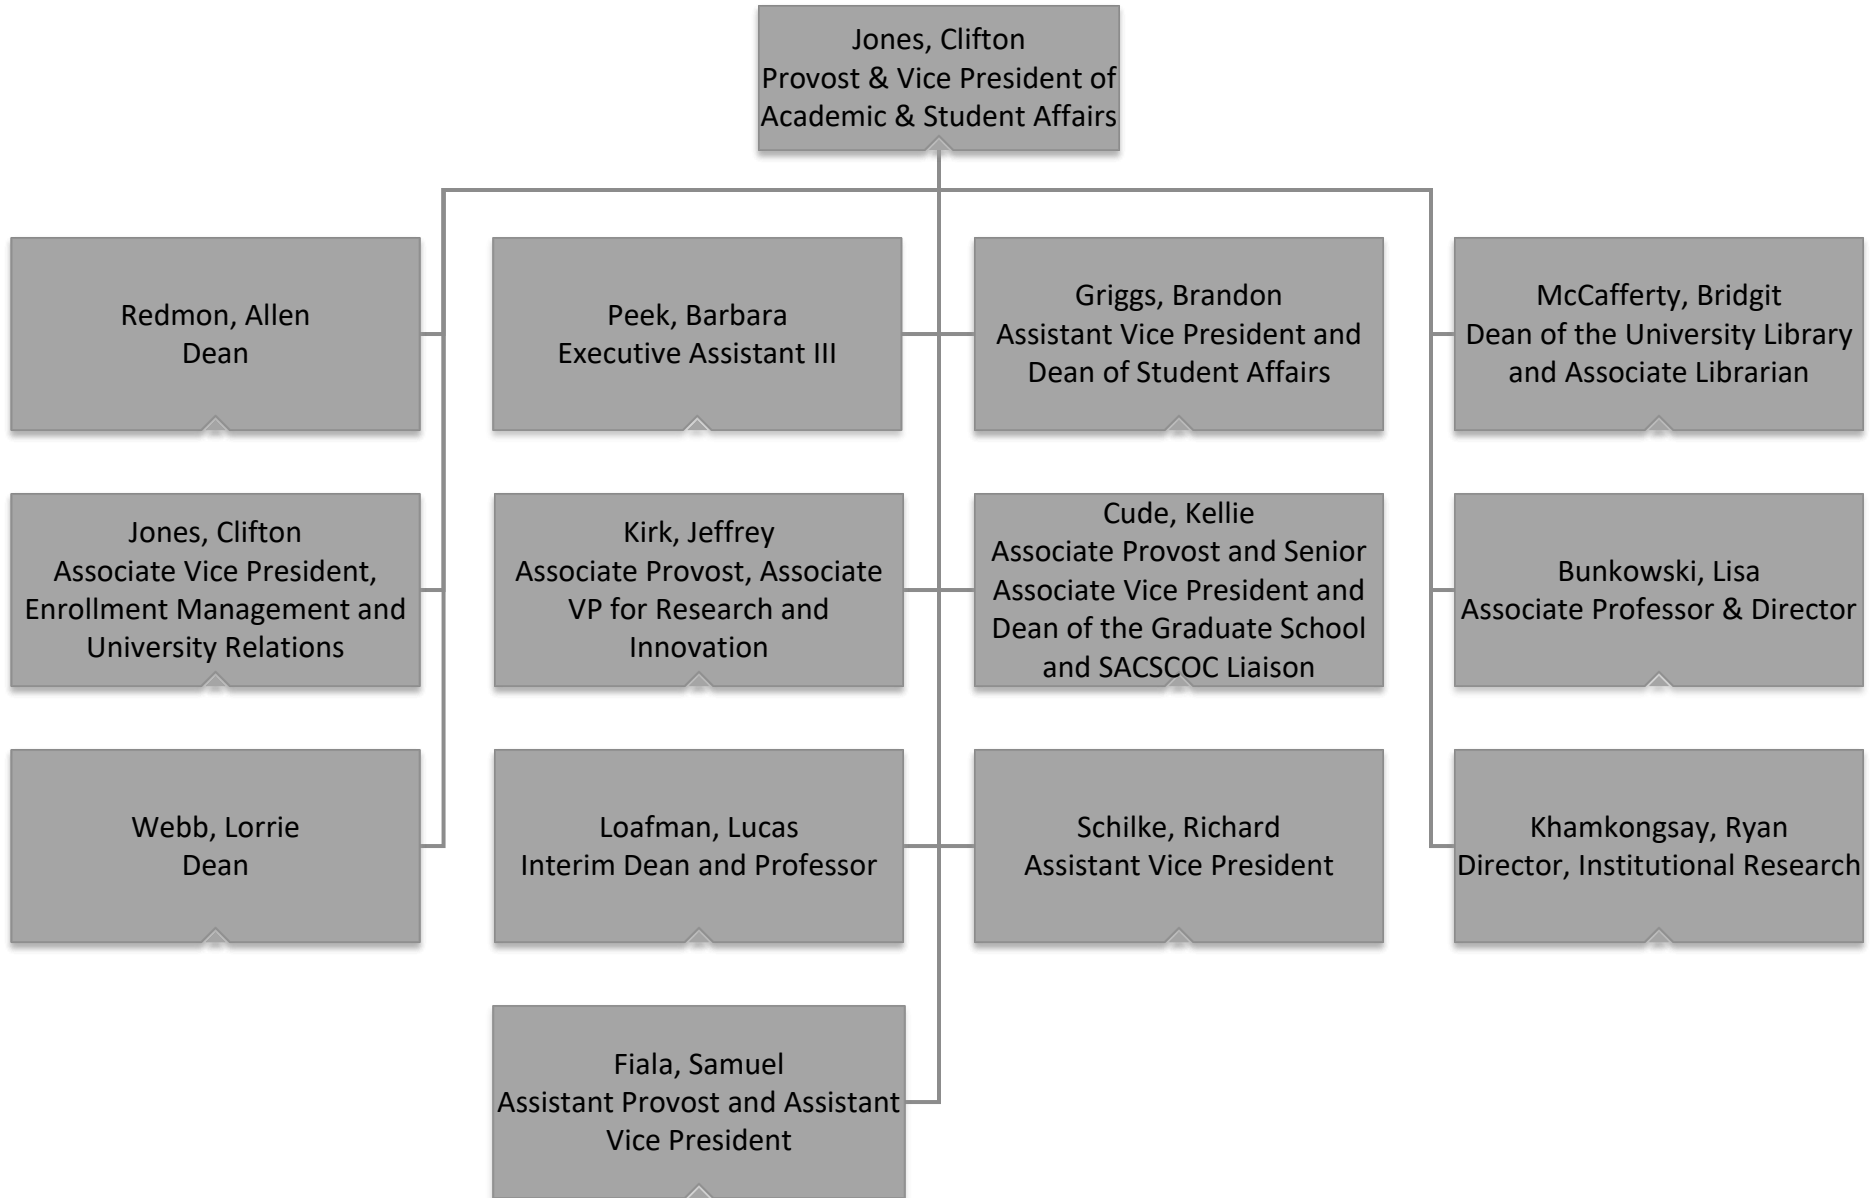 Jones, Clifton
Provost & Vice President of
Academic & Student Affairs
Redmon, Allen
Dean
Peek, Barbara
Executive Assistant III
Griggs, Brandon
Assistant Vice President and
Dean of Student Affairs
McCafferty, Bridgit
Dean of the University Library
and Associate Librarian
Jones, Clifton
Associate Vice President,
Enrollment Management and
University Relations
Kirk, Jeffrey
Associate Provost, Associate
VP for Research and
Innovation
Cude, Kellie
Associate Provost and Senior
Associate Vice President and
Dean of the Graduate School
and SACSCOC Liaison
Bunkowski, Lisa
Associate Professor & Director
Webb, Lorrie
Dean
Loafman, Lucas
Interim Dean and Professor
Schilke, Richard
Assistant Vice President
Khamkongsay, Ryan
Director, Institutional Research
Fiala, Samuel
Assistant Provost and Assistant
Vice President